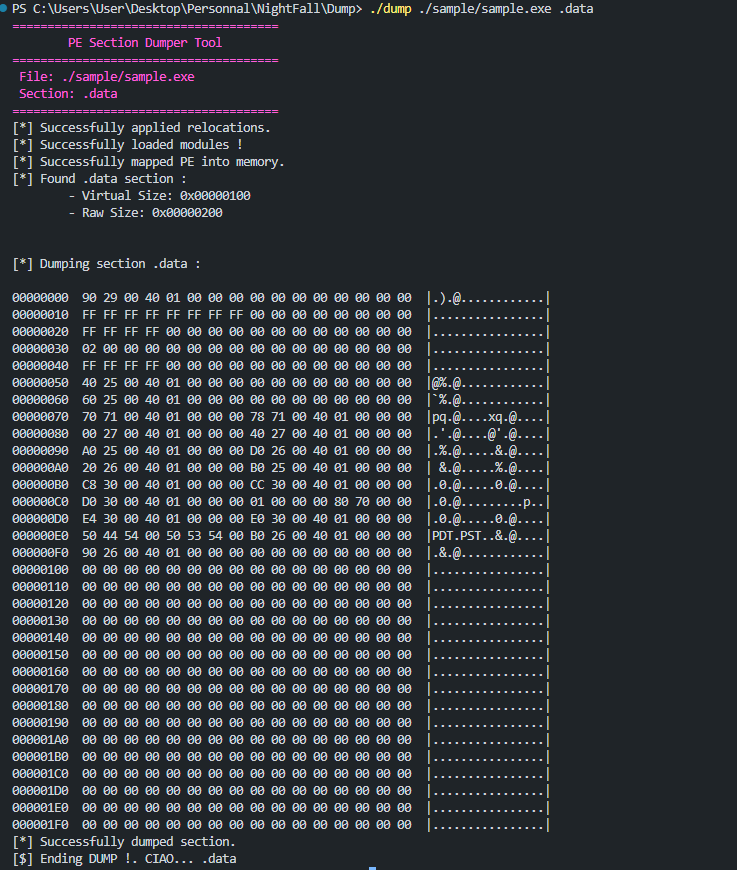 PS C:\Users\User\Desktop\Personnal\NightFall\Dump> ./dump ./sample/sample.exe .data
======================================
        PE Section Dumper Tool
======================================
 File: ./sample/sample.exe
 Section: .data
======================================
[*] Successfully applied relocations.
[*] Successfully loaded modules !
[*] Successfully mapped PE into memory.
[*] Found .data section :
        - Virtual Size: 0x00000100
        - Raw Size: 0x00000200
[*] Dumping section .data :
00000000  90 29 00 40 01 00 00 00 00 00 00 00 00 00 00 00  |.).@............|
00000010  FF FF FF FF FF FF FF FF 00 00 00 00 00 00 00 00  |................|
00000020  FF FF FF FF 00 00 00 00 00 00 00 00 00 00 00 00  |................|
00000030  02 00 00 00 00 00 00 00 00 00 00 00 00 00 00 00  |................|
00000040  FF FF FF FF 00 00 00 00 00 00 00 00 00 00 00 00  |................|
00000050  40 25 00 40 01 00 00 00 00 00 00 00 00 00 00 00  |@%.@............|
00000060  60 25 00 40 01 00 00 00 00 00 00 00 00 00 00 00  |`%.@............|
00000070  70 71 00 40 01 00 00 00 78 71 00 40 01 00 00 00  |pq.@....xq.@....|
00000080  00 27 00 40 01 00 00 00 40 27 00 40 01 00 00 00  |.'.@....@'.@....|
00000090  A0 25 00 40 01 00 00 00 D0 26 00 40 01 00 00 00  |.%.@.....&.@....|
000000A0  20 26 00 40 01 00 00 00 B0 25 00 40 01 00 00 00  | &.@.....%.@....|
000000B0  C8 30 00 40 01 00 00 00 CC 30 00 40 01 00 00 00  |.0.@.....0.@....|
000000C0  D0 30 00 40 01 00 00 00 01 00 00 00 80 70 00 00  |.0.@.........p..|
000000D0  E4 30 00 40 01 00 00 00 E0 30 00 40 01 00 00 00  |.0.@.....0.@....|
000000E0  50 44 54 00 50 53 54 00 B0 26 00 40 01 00 00 00  |PDT.PST..&.@....|
000000F0  90 26 00 40 01 00 00 00 00 00 00 00 00 00 00 00  |.&.@............|
00000100  00 00 00 00 00 00 00 00 00 00 00 00 00 00 00 00  |................|
00000110  00 00 00 00 00 00 00 00 00 00 00 00 00 00 00 00  |................|
00000120  00 00 00 00 00 00 00 00 00 00 00 00 00 00 00 00  |................|
00000130  00 00 00 00 00 00 00 00 00 00 00 00 00 00 00 00  |................|
00000140  00 00 00 00 00 00 00 00 00 00 00 00 00 00 00 00  |................|
00000150  00 00 00 00 00 00 00 00 00 00 00 00 00 00 00 00  |................|
00000160  00 00 00 00 00 00 00 00 00 00 00 00 00 00 00 00  |................|
00000170  00 00 00 00 00 00 00 00 00 00 00 00 00 00 00 00  |................|
00000180  00 00 00 00 00 00 00 00 00 00 00 00 00 00 00 00  |................|
00000190  00 00 00 00 00 00 00 00 00 00 00 00 00 00 00 00  |................|
000001A0  00 00 00 00 00 00 00 00 00 00 00 00 00 00 00 00  |................|
000001B0  00 00 00 00 00 00 00 00 00 00 00 00 00 00 00 00  |................|
000001C0  00 00 00 00 00 00 00 00 00 00 00 00 00 00 00 00  |................|
000001D0  00 00 00 00 00 00 00 00 00 00 00 00 00 00 00 00  |................|
000001E0  00 00 00 00 00 00 00 00 00 00 00 00 00 00 00 00  |................|
000001F0  00 00 00 00 00 00 00 00 00 00 00 00 00 00 00 00  |................|
[*] Successfully dumped section.
[$] Ending DUMP !. CIAO... .data